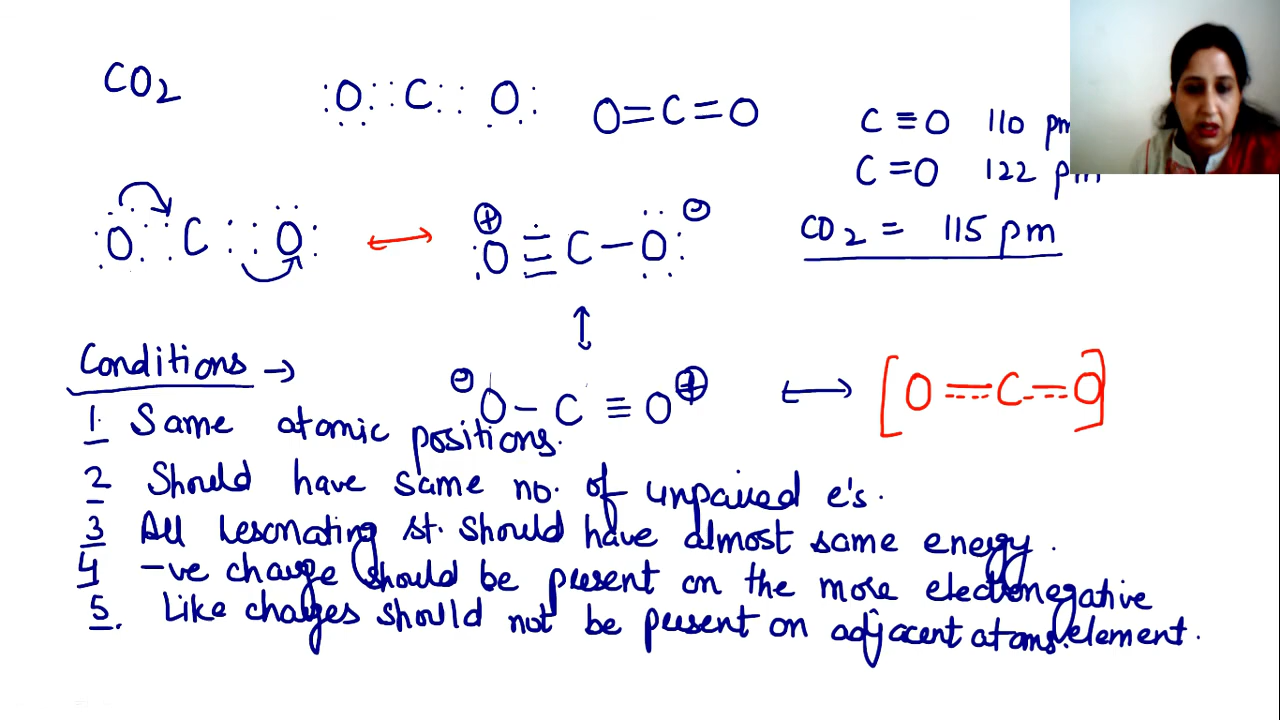 CO₂
:O::C::O:
O=C=O
C≡O 110 pm
C=O 122 pm
CO₂ = 115 pm
:O::C::O: ↔ ⊕:O≡C–O:⊖
↕
⊖O–C≡O⊕ ↔ [O=C=O]
Conditions →
1. Same atomic positions.
2 Should have same no. of unpaired e's.
3 All resonating st. should have almost same energy.
4 -ve charge should be present on the more electronegative element.
5. Like charges should not be present on adjacent atoms.